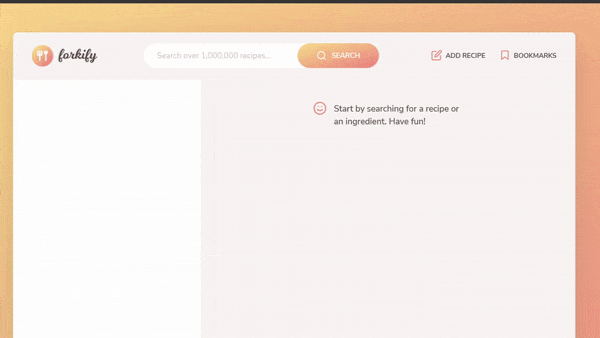 forkify
Search over 1,000,000 recipes...
SEARCH
ADD RECIPE
BOOKMARKS
Start by searching for a recipe or
an ingredient. Have fun!